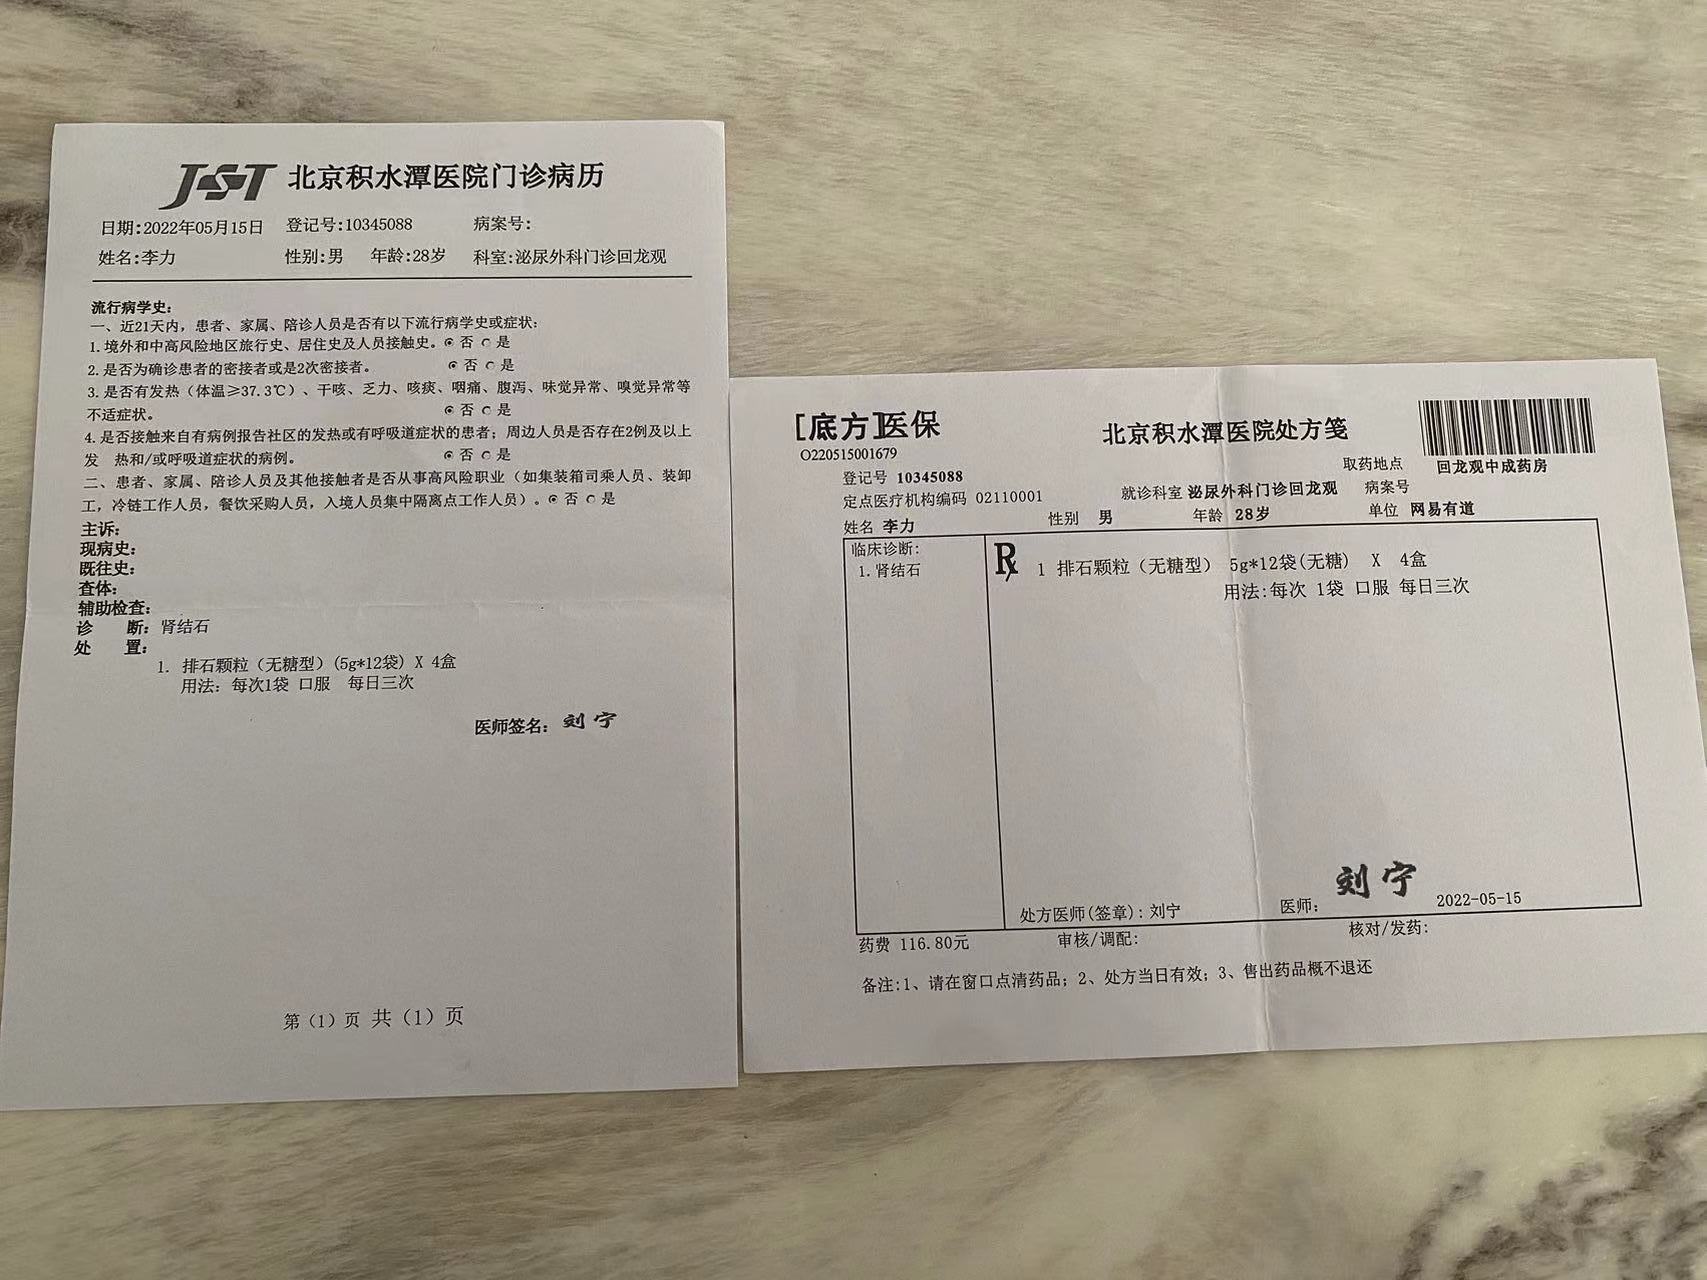 JST 北京积水潭医院门诊病历
日期:2022年05月15日 登记号:10345088 病案号:
姓名:李力 性别:男 年龄:28岁 科室:泌尿外科门诊回龙观
流行病学史:
一、近21天内，患者、家属、陪诊人员是否有以下流行病学史或症状:
1.境外和中高风险地区旅行史、居住史及人员接触史。 否 是
2.是否为确诊患者的密接者或是2次密接者。 否 是
3.是否有发热（体温≥37.3℃）、干咳、乏力、咳痰、咽痛、腹泻、味觉异常、嗅觉异常等
不适症状。 否 是
4.是否接触来自有病例报告社区的发热或有呼吸道症状的患者；周边人员是否存在2例及以上
发 热和/或呼吸道症状的病例。 否 是
二、患者、家属、陪诊人员及其他接触者是否从事高风险职业（如集装箱司乘人员、装卸
工，冷链工作人员，餐饮采购人员，入境人员集中隔离点工作人员）。 否 是
主诉:
现病史:
既往史:
查体:
辅助检查:
诊 断: 肾结石
处 置:
1. 排石颗粒（无糖型）(5g*12袋) X 4盒
用法: 每次1袋 口服 每日三次
医师签名: 刘宁
第（1）页 共（1）页
[底方]医保
O220515001679
北京积水潭医院处方笺
取药地点 回龙观中成药房
登记号 10345088
定点医疗机构编码 02110001 就诊科室 泌尿外科门诊回龙观 病案号
姓名 李力 性别 男 年龄 28岁 单位 网易有道
临床诊断:
1.肾结石
R 1 排石颗粒（无糖型） 5g*12袋(无糖) X 4盒
用法:每次 1袋 口服 每日三次
处方医师(签章): 刘宁 医师: 刘宁 2022-05-15
药费 116.80元 审核/调配: 核对/发药:
备注:1、请在窗口点清药品；2、处方当日有效；3、售出药品概不退还